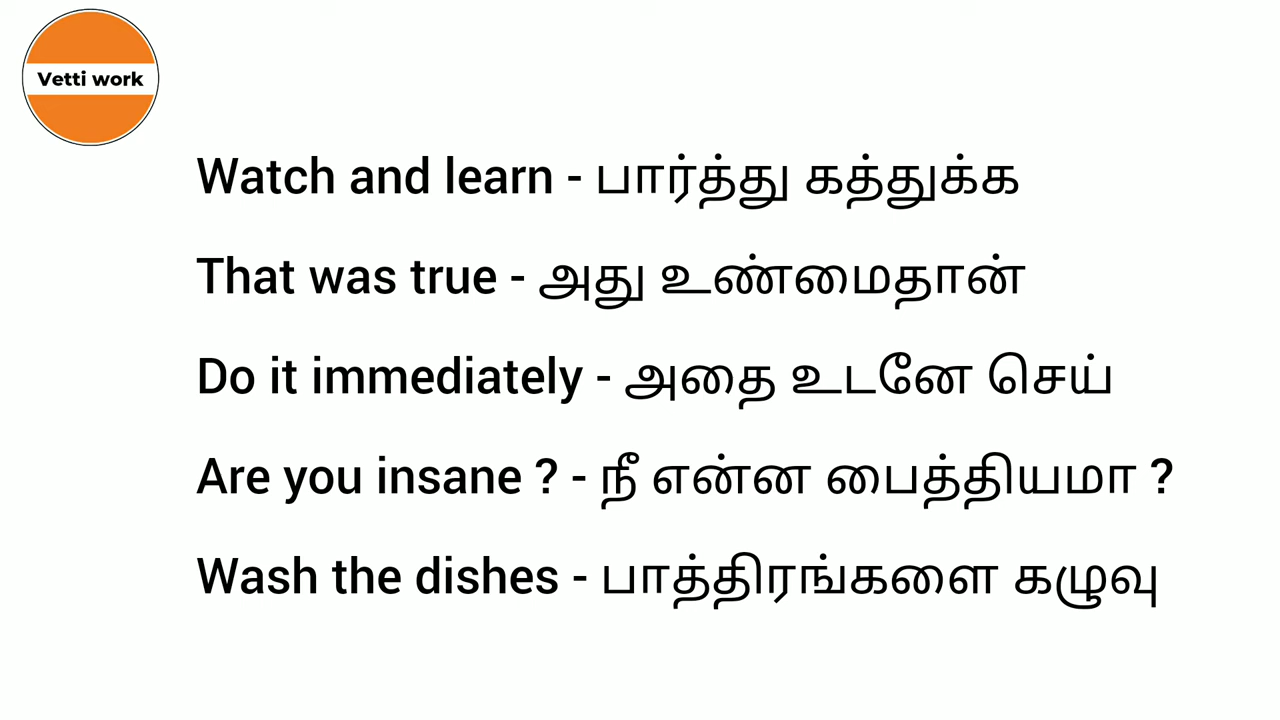 Vetti work
Watch and learn - பார்த்து கத்துக்க
That was true - அது உண்மைதான்
Do it immediately - அதை உடனே செய்
Are you insane ? - நீ என்ன பைத்தியமா ?
Wash the dishes - பாத்திரங்களை கழுவு